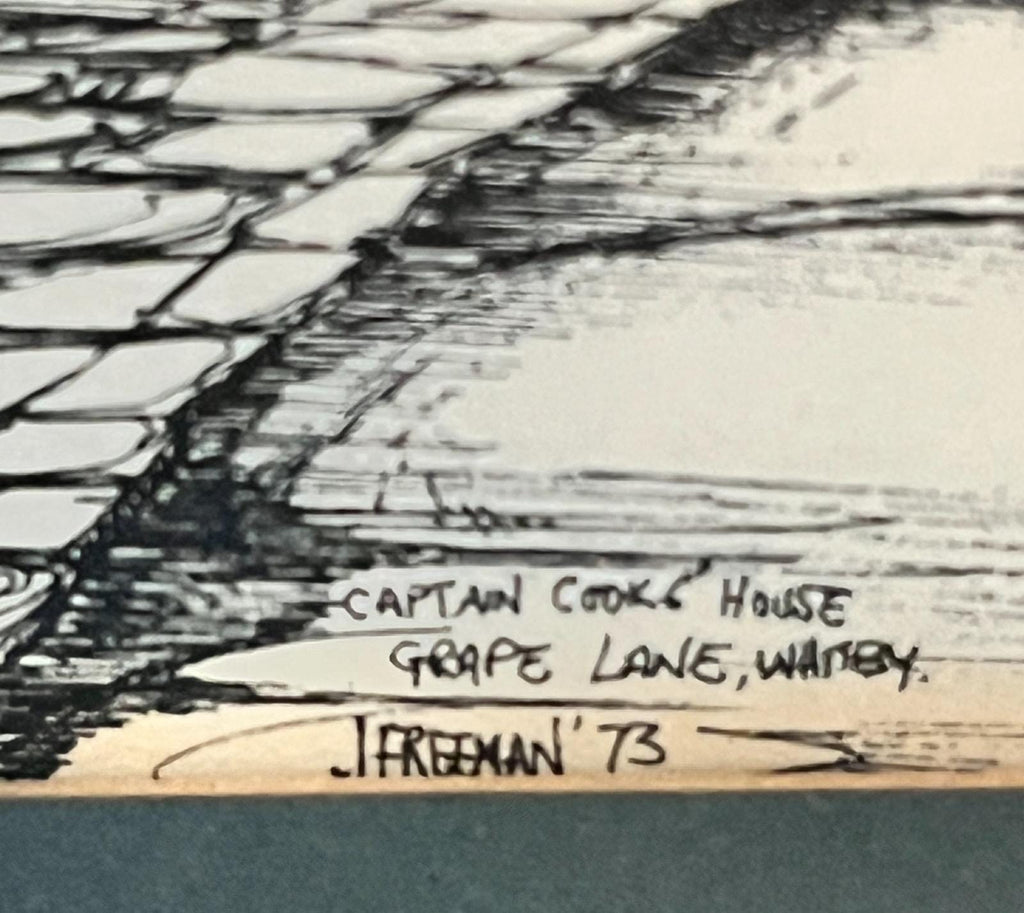 CAPTAIN COOKS' HOUSE
GRAPE LANE, WHITBY.
J FREEMAN '73